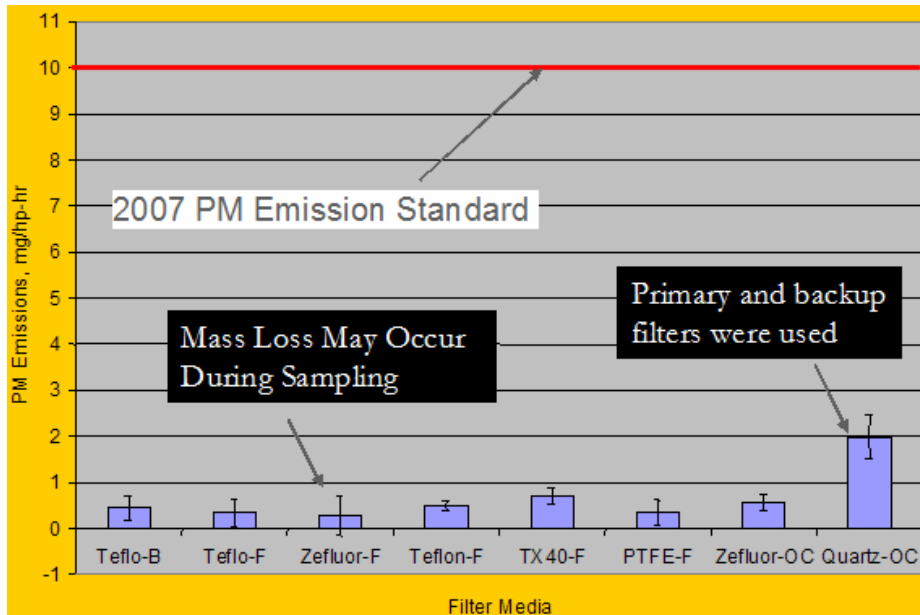 11
10
9
8
7
6
5
4
3
2
1
0
-1
PM Emissions, mg/hp-hr
2007 PM Emission Standard
Mass Loss May Occur
During Sampling
Primary and backup
filters were used
Teflo-B Teflo-F Zefluor-F Teflon-F TX40-F PTFE-F Zefluor-OC Quartz-OC
Filter Media